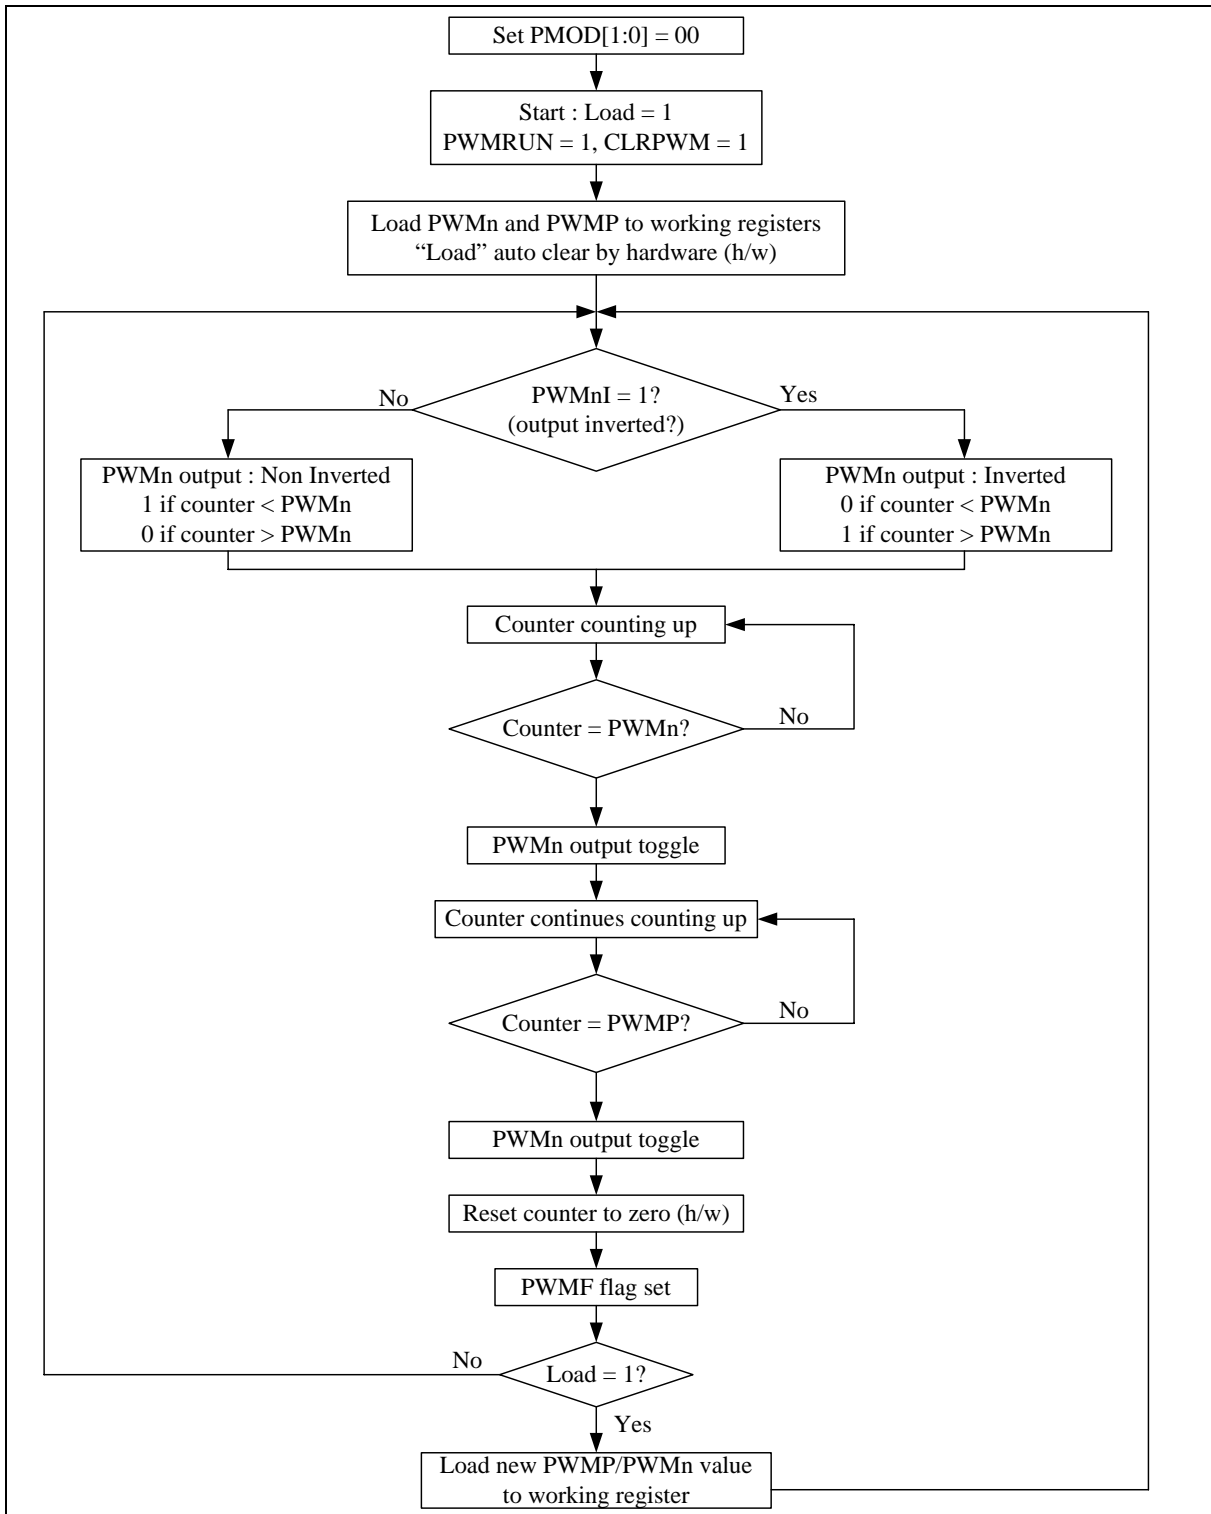 Set PMOD[1:0] = 00
Start : Load = 1
PWMRUN = 1, CLRPWM = 1
Load PWMn and PWMP to working registers
“Load” auto clear by hardware (h/w)
PWMnI = 1?
(output inverted?)
No
Yes
PWMn output : Non Inverted
1 if counter < PWMn
0 if counter > PWMn
PWMn output : Inverted
0 if counter < PWMn
1 if counter > PWMn
Counter counting up
Counter = PWMn?
No
PWMn output toggle
Counter continues counting up
Counter = PWMP?
No
PWMn output toggle
Reset counter to zero (h/w)
PWMF flag set
Load = 1?
No
Yes
Load new PWMP/PWMn value
to working register